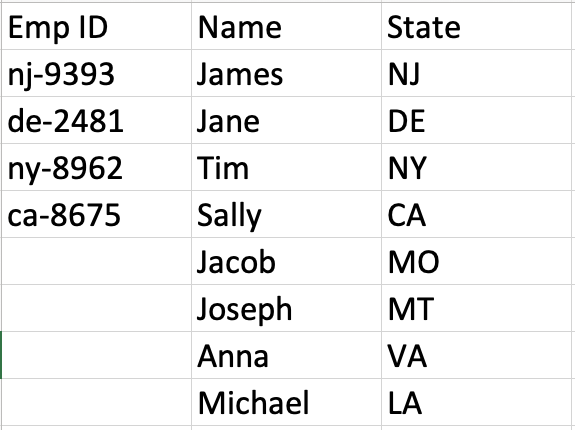 Emp ID Name State
nj-9393 James NJ
de-2481 Jane DE
ny-8962 Tim NY
ca-8675 Sally CA
Jacob MO
Joseph MT
Anna VA
Michael LA